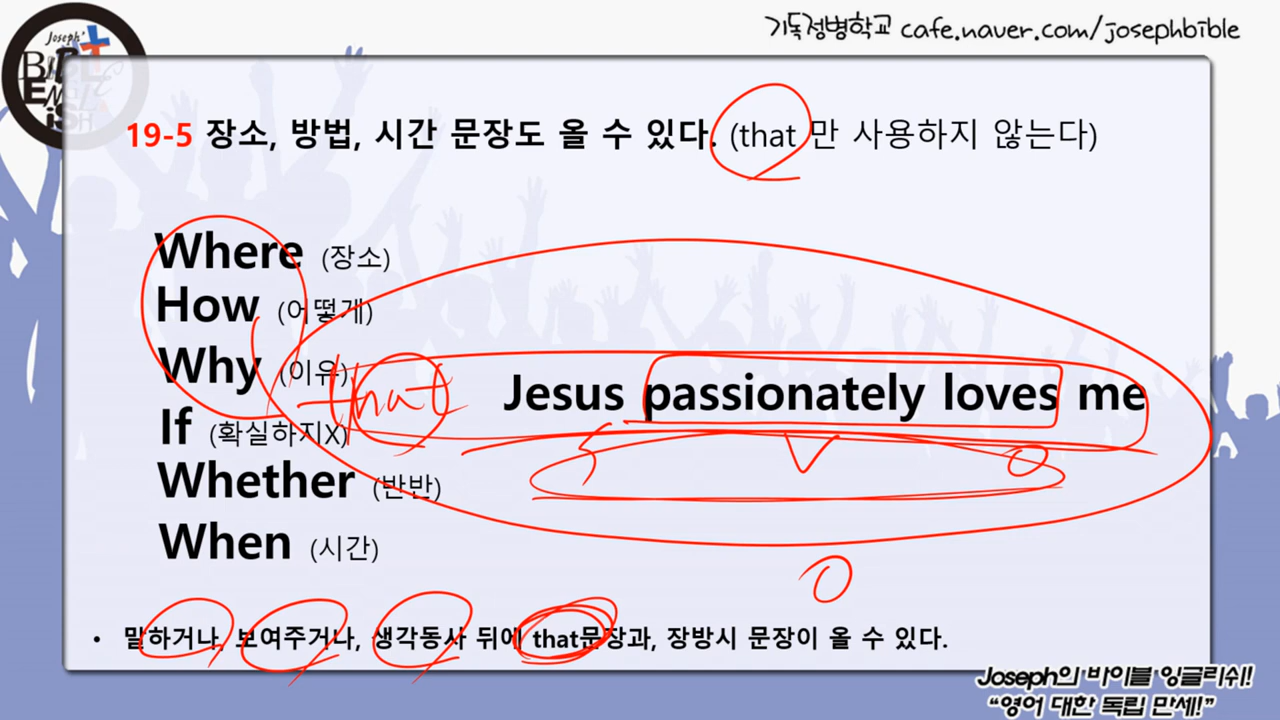 Joseph'
BIBLE
ENGLISH
기독정병학교 cafe.naver.com/josephbible
19-5 장소, 방법, 시간 문장도 올 수 있다. (that 만 사용하지 않는다)
Where (장소)
How (어떻게)
Why (이유)
that Jesus passionately loves me
If (확실하지X)
S V O
Whether (반반)
When (시간)
O
• 말하거나, 보여주거나, 생각동사 뒤에 that문장과, 장방시 문장이 올 수 있다.
Joseph의 바이블 잉글리쉬!
“영어 대한 독립 만세!”